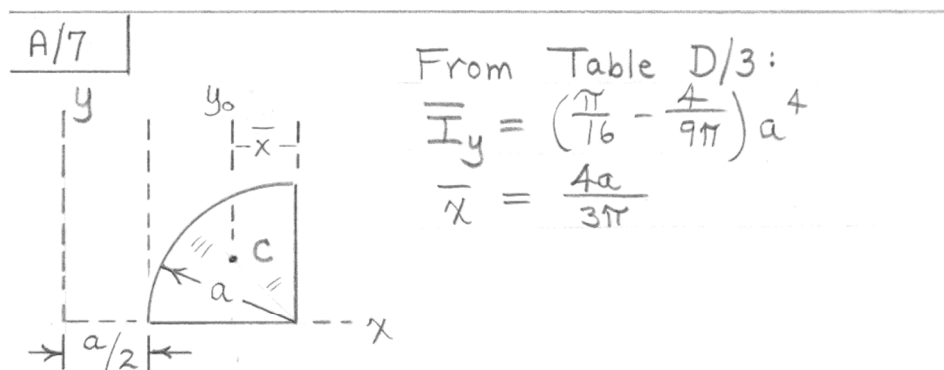 A/7
From Table D/3:
Īy = (π/16 - 4/9π) a⁴
x̄ = 4a/3π
y
y₀
x̄
C
a
x
a/2